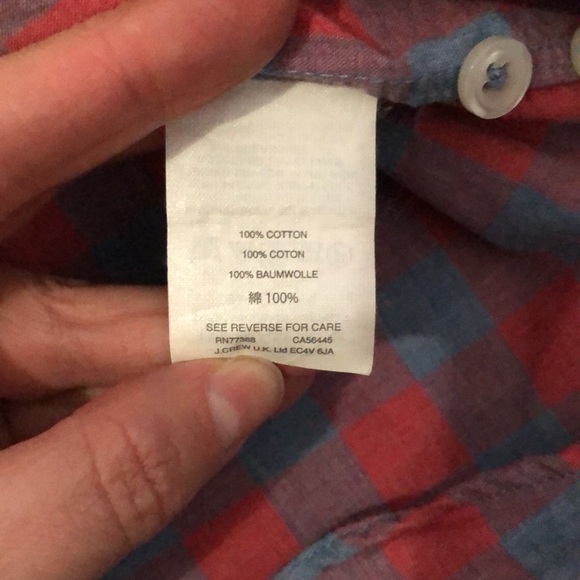 100% COTTON
100% COTON
100% BAUMWOLLE
綿 100%
SEE REVERSE FOR CARE
RN77388 CA56445
J.CREW U.K. Ltd EC4V 6JA